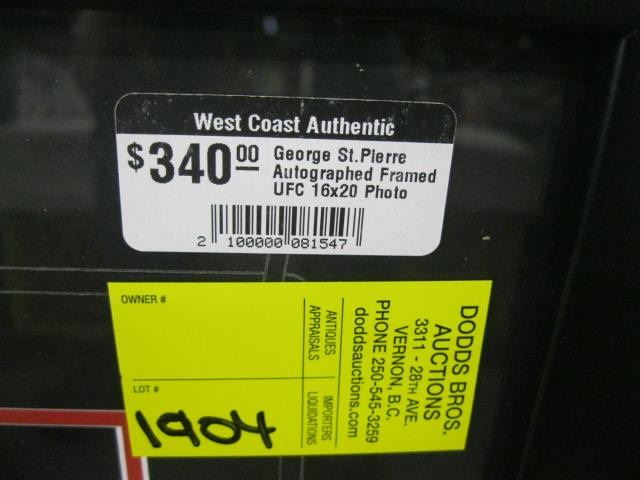 West Coast Authentic
$340.00
George St.Pierre
Autographed Framed
UFC 16x20 Photo
2 100000 081547
OWNER #
LOT #
1904
ANTIQUES
APPRAISALS
IMPORTERS
LIQUIDATIONS
DODDS BROS.
AUCTIONS
3311 - 28TH AVE.
VERNON, B.C.
PHONE 250-545-3259
doddsauctions.com